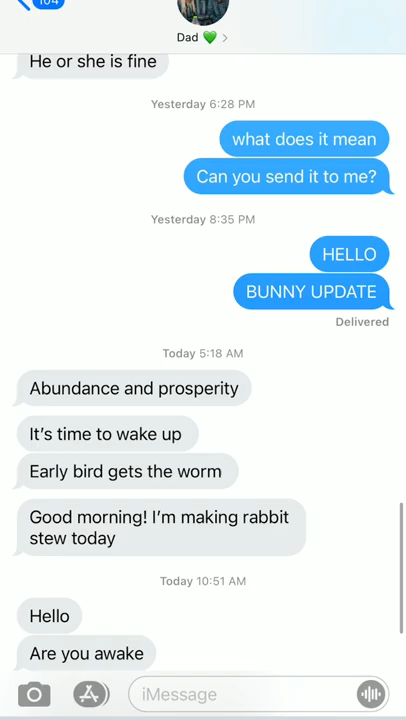 104
Dad 💚 >
He or she is fine
Yesterday 6:28 PM
what does it mean
Can you send it to me?
Yesterday 8:35 PM
HELLO
BUNNY UPDATE
Delivered
Today 5:18 AM
Abundance and prosperity
It’s time to wake up
Early bird gets the worm
Good morning! I’m making rabbit
stew today
Today 10:51 AM
Hello
Are you awake
iMessage